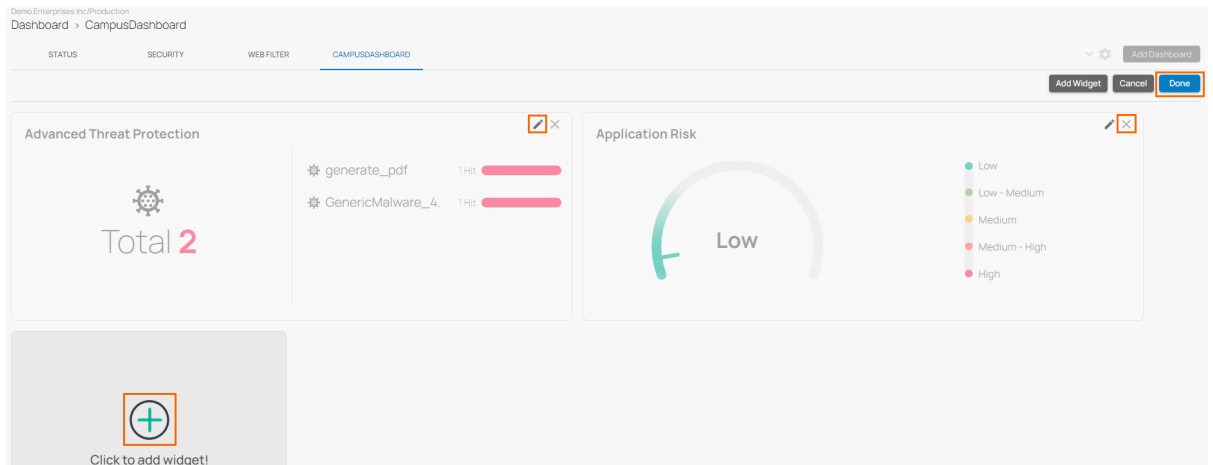 Demo Enterprises Inc/Production
Dashboard > CampusDashboard
STATUS SECURITY WEB FILTER CAMPUSDASHBOARD Add Dashboard
Add Widget Cancel Done
Advanced Threat Protection
Total 2
generate_pdf 1 Hit
GenericMalware_4. 1 Hit
Application Risk
Low
Low
Low - Medium
Medium
Medium - High
High
Click to add widget!